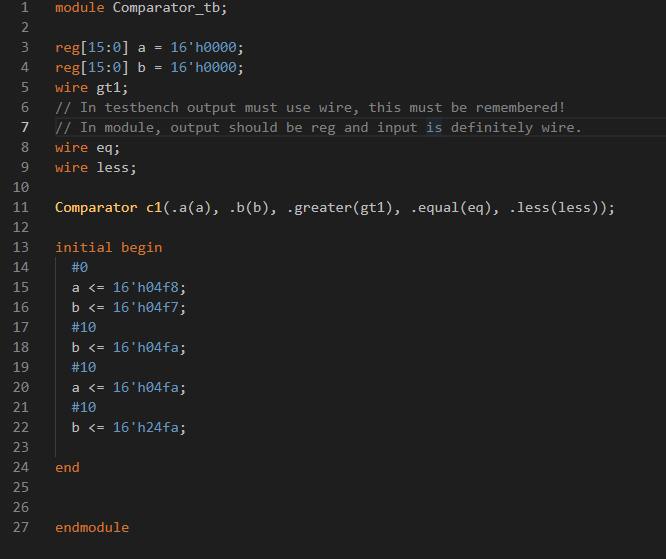 1 module Comparator_tb;
2
3 reg[15:0] a = 16'h0000;
4 reg[15:0] b = 16'h0000;
5 wire gt1;
6 // In testbench output must use wire, this must be remembered!
7 // In module, output should be reg and input is definitely wire.
8 wire eq;
9 wire less;
10
11 Comparator c1(.a(a), .b(b), .greater(gt1), .equal(eq), .less(less));
12
13 initial begin
14   #0
15   a <= 16'h04f8;
16   b <= 16'h04f7;
17   #10
18   b <= 16'h04fa;
19   #10
20   a <= 16'h04fa;
21   #10
22   b <= 16'h24fa;
23
24 end
25
26
27 endmodule